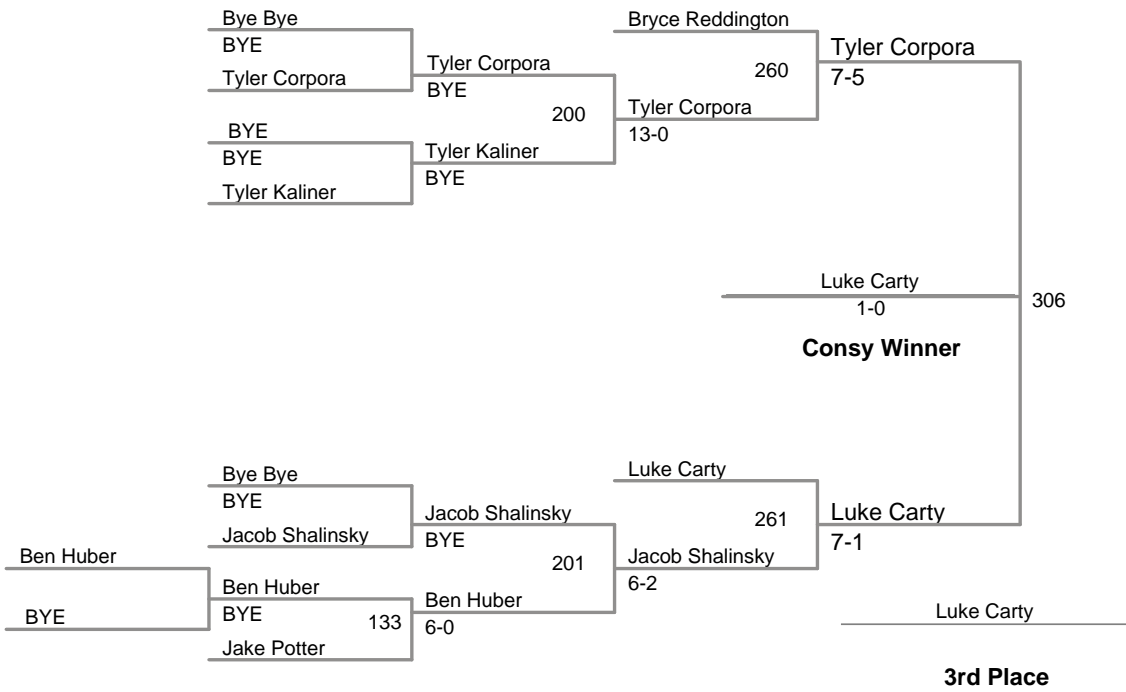 Bye Bye
BYE
Tyler Corpora
BYE
BYE
Tyler Kaliner
Tyler Corpora
BYE
200
Tyler Kaliner
BYE
Bryce Reddington
260
Tyler Corpora
13-0
Tyler Corpora
7-5
Luke Carty
1-0
306
Consy Winner
Ben Huber
BYE
Bye Bye
BYE
Jacob Shalinsky
Ben Huber
BYE
133
Jake Potter
Jacob Shalinsky
BYE
201
Ben Huber
6-0
Luke Carty
261
Jacob Shalinsky
6-2
Luke Carty
7-1
Luke Carty
3rd Place